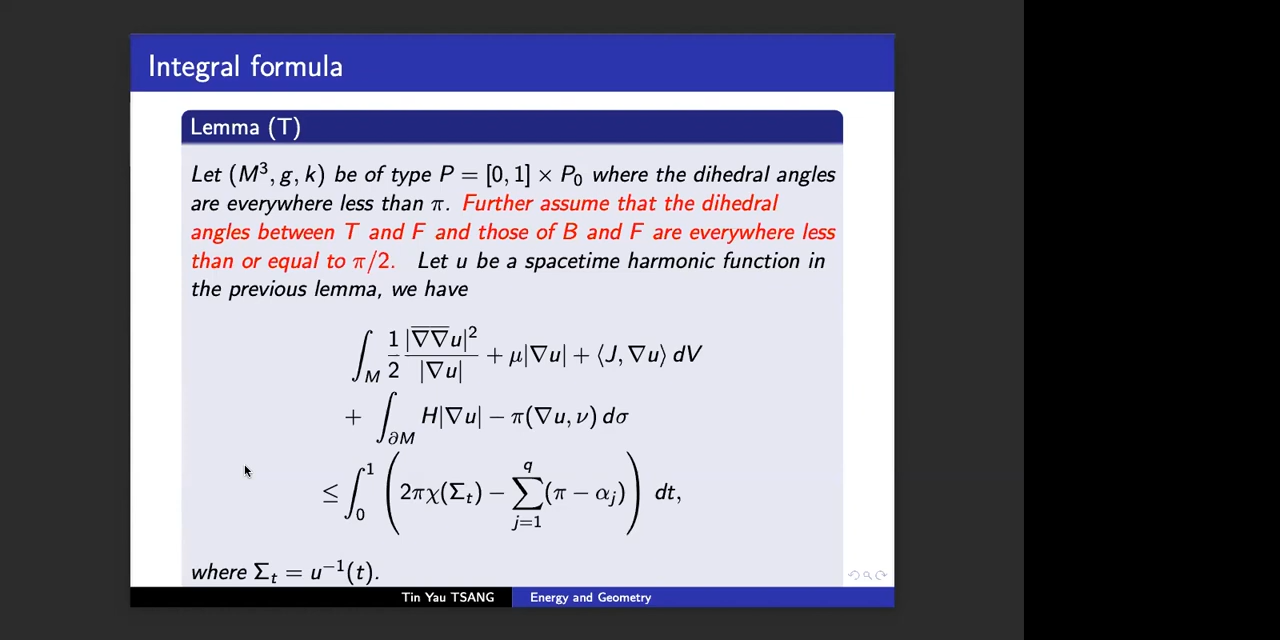 Integral formula
Lemma (T)
Let (M³, g, k) be of type P = [0, 1] × P₀ where the dihedral angles
are everywhere less than π. Further assume that the dihedral
angles between T and F and those of B and F are everywhere less
than or equal to π/2. Let u be a spacetime harmonic function in
the previous lemma, we have
∫_M 1/2 |∇̅∇̅u|²/|∇u| + μ|∇u| + ⟨J, ∇u⟩ dV
+ ∫_∂M H|∇u| − π(∇u, ν) dσ
≤ ∫_0^1 (2πχ(Σ_t) − ∑_{j=1}^q (π − α_j)) dt,
where Σ_t = u⁻¹(t).
Tin Yau TSANG Energy and Geometry